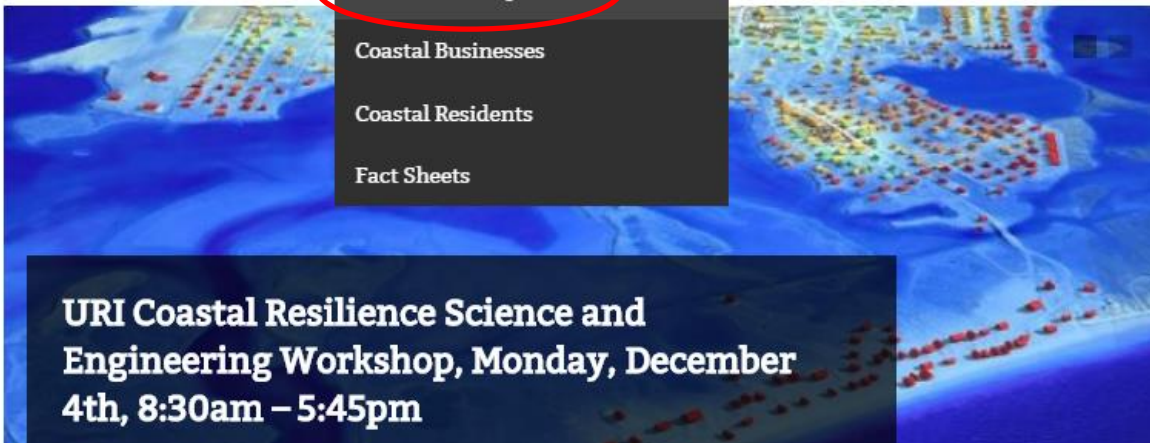 Coastal Businesses
Coastal Residents
Fact Sheets
URI Coastal Resilience Science and
Engineering Workshop, Monday, December
4th, 8:30am – 5:45pm